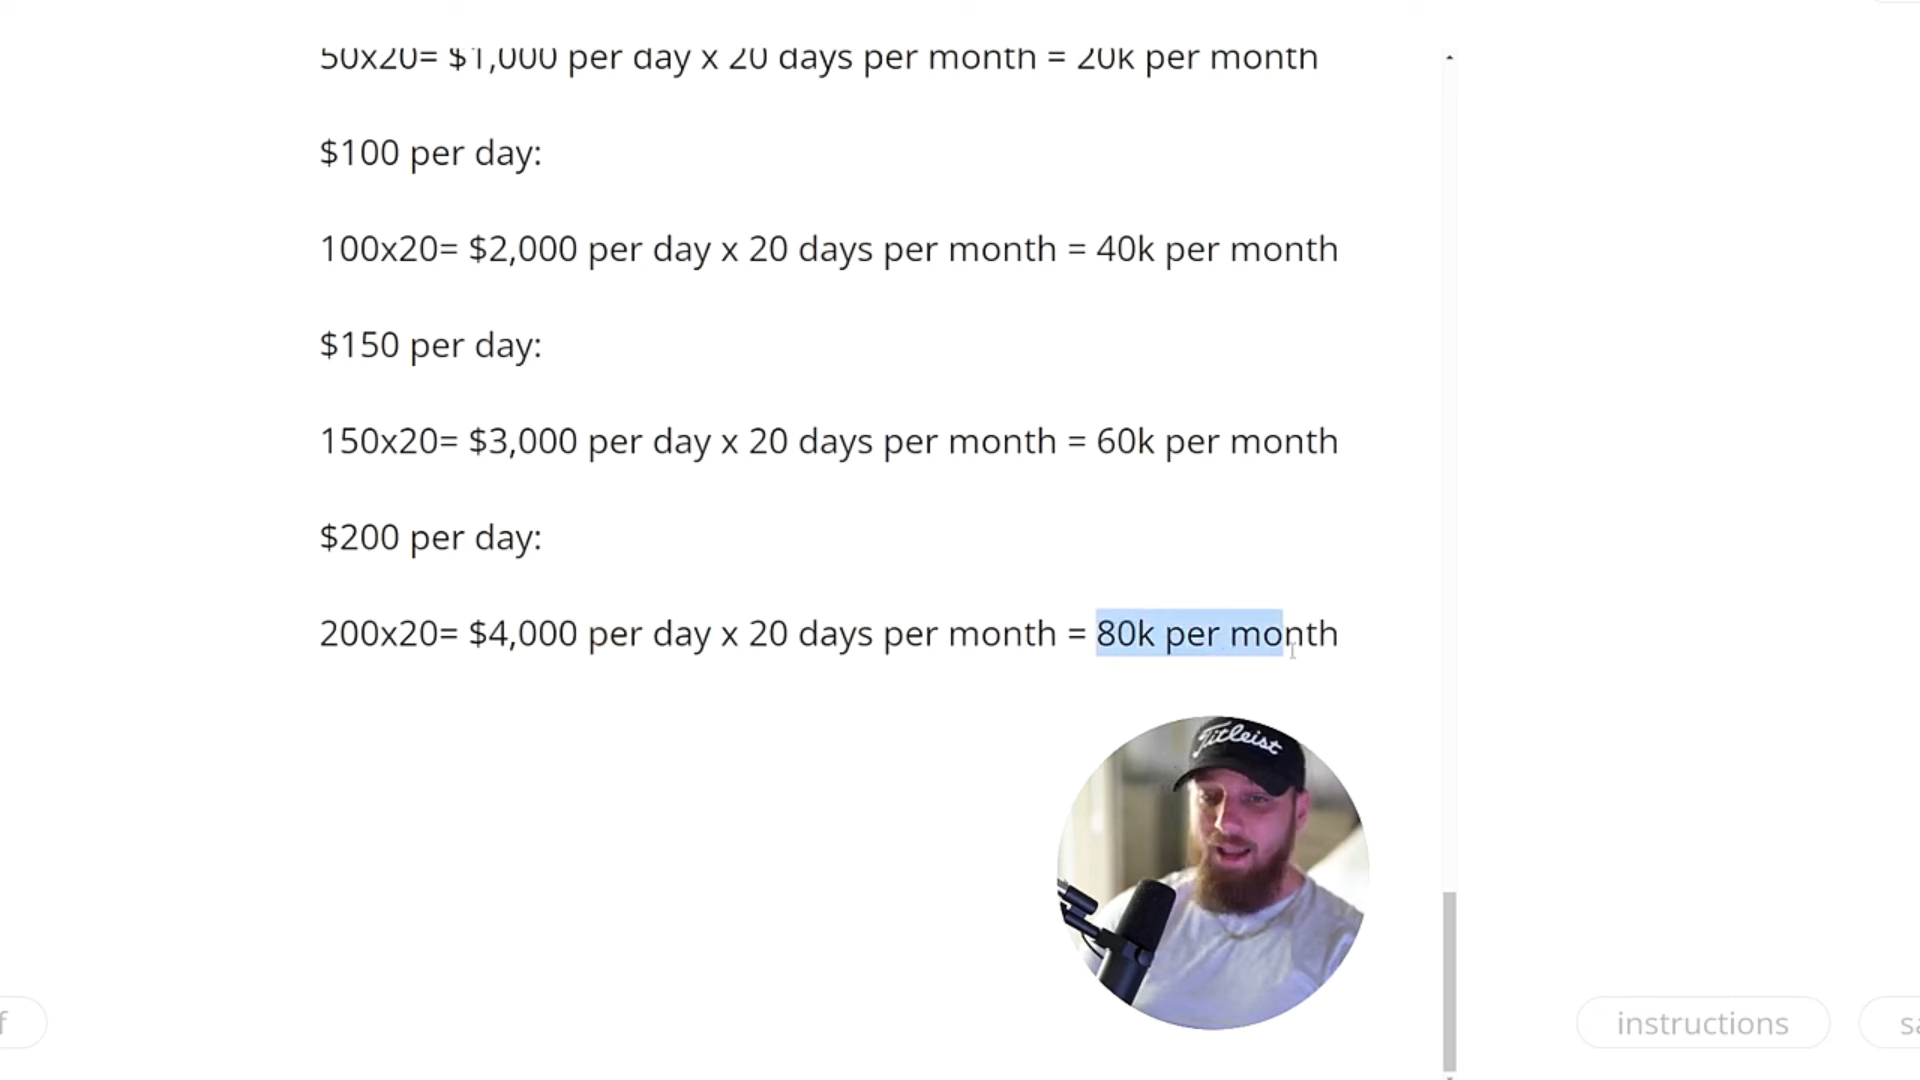 50x20= $1,000 per day x 20 days per month = 20k per month
$100 per day:
100x20= $2,000 per day x 20 days per month = 40k per month
$150 per day:
150x20= $3,000 per day x 20 days per month = 60k per month
$200 per day:
200x20= $4,000 per day x 20 days per month = 80k per month
Titleist
instructions